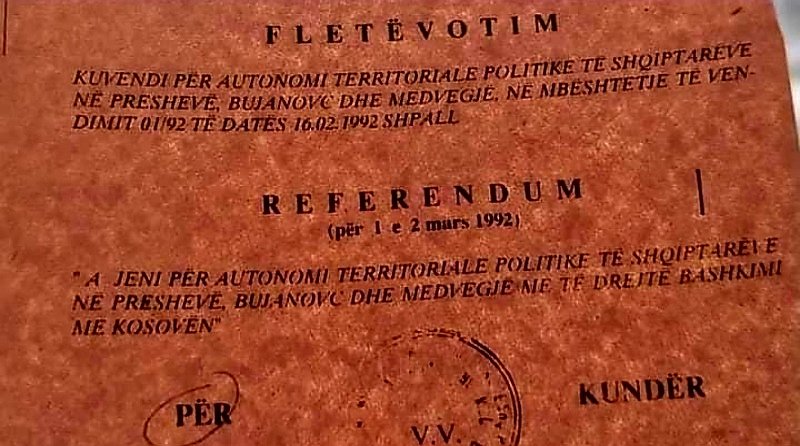 FLETËVOTIM
KUVENDI PËR AUTONOMI TERRITORIALE POLITIKE TË SHQIPTARËVE
NË PRESHEVË, BUJANOVC DHE MEDVEGJË, NË MBËSHTETJE TË VEN-
DIMIT 01/92 TË DATËS 16.02.1992 SHPALL
REFERENDUM
(për 1 e 2 mars 1992)
"A JENI PËR AUTONOMI TERRITORIALE POLITIKE TË SHQIPTARËVE
NË PRESHEVË, BUJANOVC DHE MEDVEGJË ME TË DREJTË BASHKIMI
ME KOSOVËN"
PËR KUNDËR
V.V.